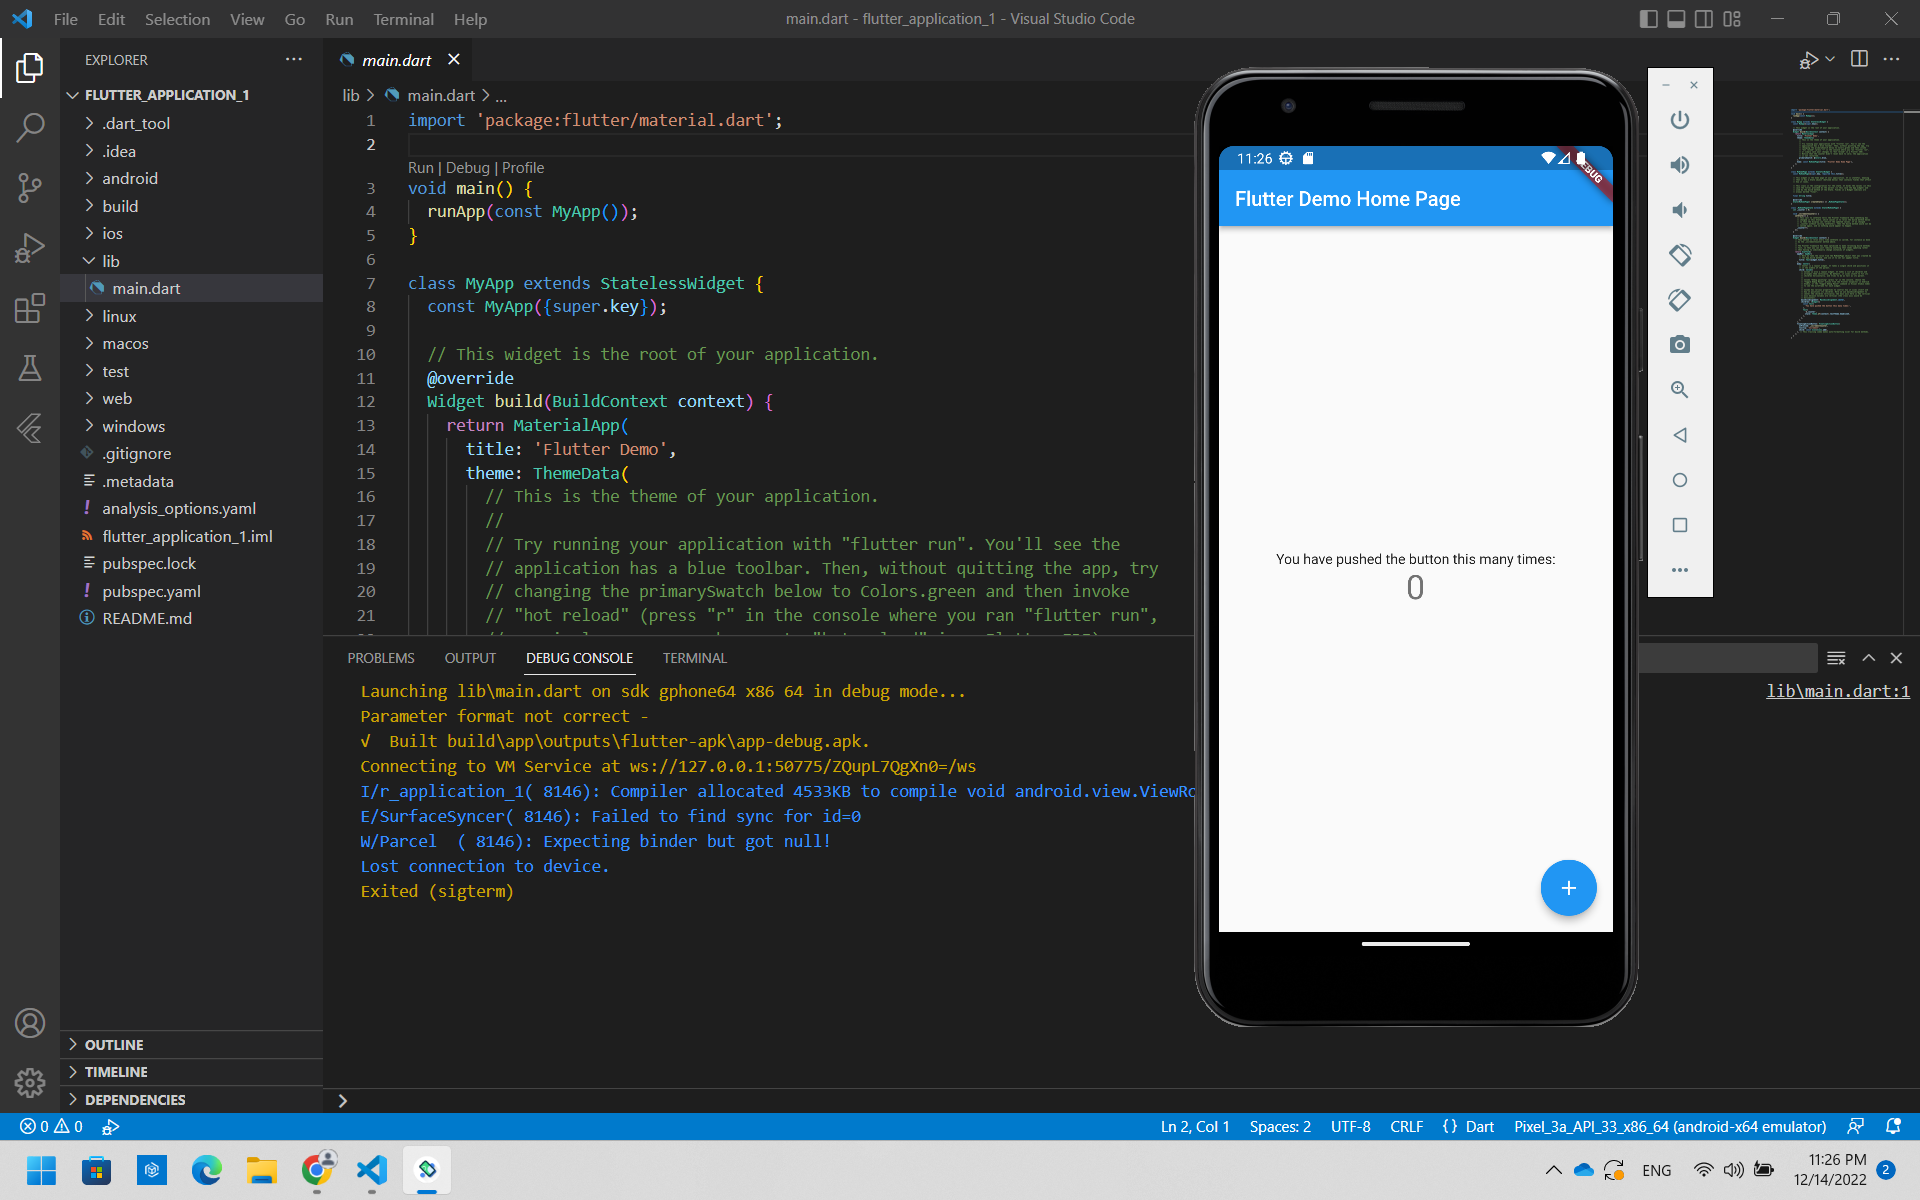 File Edit Selection View Go Run Terminal Help
main.dart - flutter_application_1 - Visual Studio Code
EXPLORER
FLUTTER_APPLICATION_1
.dart_tool
.idea
android
build
ios
lib
main.dart
linux
macos
test
web
windows
.gitignore
.metadata
analysis_options.yaml
flutter_application_1.iml
pubspec.lock
pubspec.yaml
README.md
OUTLINE
TIMELINE
DEPENDENCIES
main.dart
lib > main.dart > ...
1 import 'package:flutter/material.dart';
2
Run | Debug | Profile
3 void main() {
4 runApp(const MyApp());
5 }
6
7 class MyApp extends StatelessWidget {
8 const MyApp({super.key});
9
10 // This widget is the root of your application.
11 @override
12 Widget build(BuildContext context) {
13 return MaterialApp(
14 title: 'Flutter Demo',
15 theme: ThemeData(
16 // This is the theme of your application.
17 //
18 // Try running your application with "flutter run". You'll see the
19 // application has a blue toolbar. Then, without quitting the app, try
20 // changing the primarySwatch below to Colors.green and then invoke
21 // "hot reload" (press "r" in the console where you ran "flutter run",
PROBLEMS OUTPUT DEBUG CONSOLE TERMINAL
Launching lib\main.dart on sdk gphone64 x86 64 in debug mode...
lib\main.dart:1
Parameter format not correct -
√ Built build\app\outputs\flutter-apk\app-debug.apk.
Connecting to VM Service at ws://127.0.0.1:50775/ZQupL7QgXn0=/ws
I/r_application_1( 8146): Compiler allocated 4533KB to compile void android.view.ViewRo
E/SurfaceSyncer( 8146): Failed to find sync for id=0
W/Parcel ( 8146): Expecting binder but got null!
Lost connection to device.
Exited (sigterm)
11:26
Flutter Demo Home Page
You have pushed the button this many times:
0
0 0
Ln 2, Col 1 Spaces: 2 UTF-8 CRLF {} Dart Pixel_3a_API_33_x86_64 (android-x64 emulator)
ENG
11:26 PM
12/14/2022
2